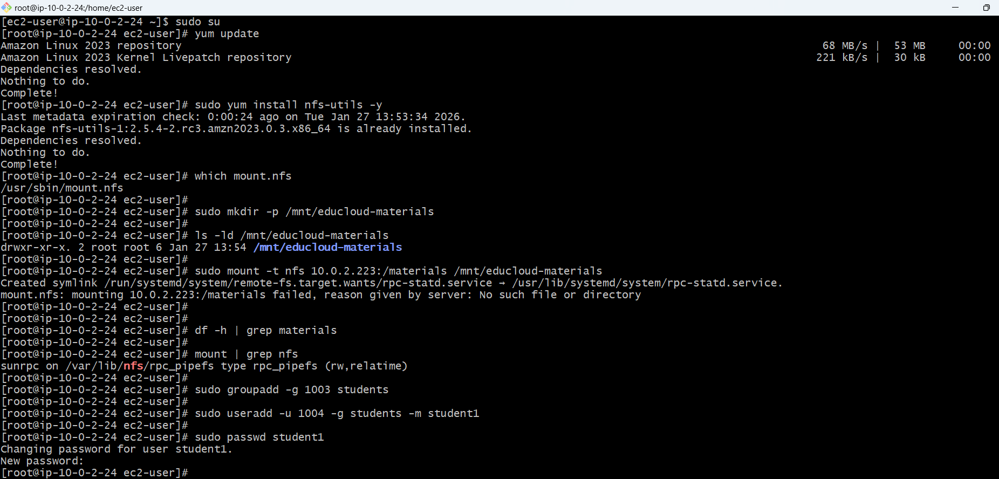 root@ip-10-0-2-24:/home/ec2-user
[ec2-user@ip-10-0-2-24 ~]$ sudo su
[root@ip-10-0-2-24 ec2-user]# yum update
Amazon Linux 2023 repository 68 MB/s | 53 MB 00:00
Amazon Linux 2023 Kernel Livepatch repository 221 kB/s | 30 kB 00:00
Dependencies resolved.
Nothing to do.
Complete!
[root@ip-10-0-2-24 ec2-user]# sudo yum install nfs-utils -y
Last metadata expiration check: 0:00:24 ago on Tue Jan 27 13:53:34 2026.
Package nfs-utils-1:2.5.4-2.rc3.amzn2023.0.3.x86_64 is already installed.
Dependencies resolved.
Nothing to do.
Complete!
[root@ip-10-0-2-24 ec2-user]# which mount.nfs
/usr/sbin/mount.nfs
[root@ip-10-0-2-24 ec2-user]#
[root@ip-10-0-2-24 ec2-user]# sudo mkdir -p /mnt/educloud-materials
[root@ip-10-0-2-24 ec2-user]#
[root@ip-10-0-2-24 ec2-user]# ls -ld /mnt/educloud-materials
drwxr-xr-x. 2 root root 6 Jan 27 13:54 /mnt/educloud-materials
[root@ip-10-0-2-24 ec2-user]#
[root@ip-10-0-2-24 ec2-user]# sudo mount -t nfs 10.0.2.223:/materials /mnt/educloud-materials
Created symlink /run/systemd/system/remote-fs.target.wants/rpc-statd.service → /usr/lib/systemd/system/rpc-statd.service.
mount.nfs: mounting 10.0.2.223:/materials failed, reason given by server: No such file or directory
[root@ip-10-0-2-24 ec2-user]#
[root@ip-10-0-2-24 ec2-user]#
[root@ip-10-0-2-24 ec2-user]# df -h | grep materials
[root@ip-10-0-2-24 ec2-user]#
[root@ip-10-0-2-24 ec2-user]# mount | grep nfs
sunrpc on /var/lib/nfs/rpc_pipefs type rpc_pipefs (rw,relatime)
[root@ip-10-0-2-24 ec2-user]#
[root@ip-10-0-2-24 ec2-user]# sudo groupadd -g 1003 students
[root@ip-10-0-2-24 ec2-user]#
[root@ip-10-0-2-24 ec2-user]# sudo useradd -u 1004 -g students -m student1
[root@ip-10-0-2-24 ec2-user]#
[root@ip-10-0-2-24 ec2-user]# sudo passwd student1
Changing password for user student1.
New password:
[root@ip-10-0-2-24 ec2-user]#